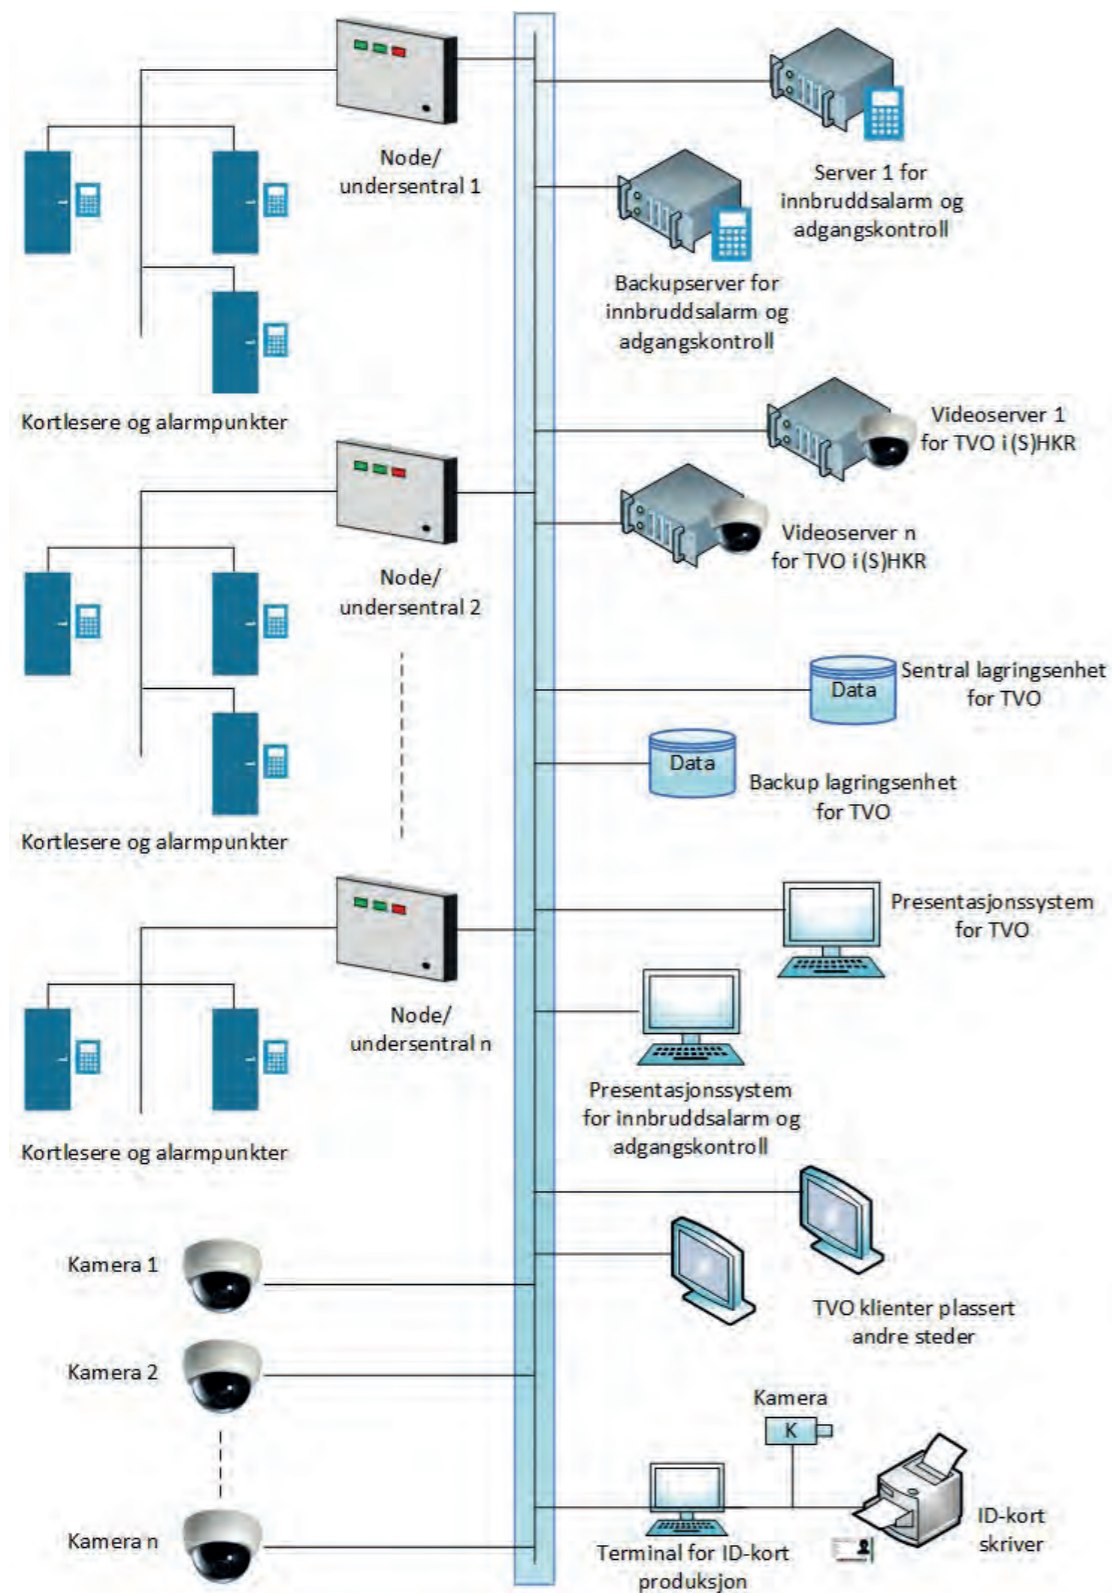 Node/
undersentral 1
Server 1 for
innbruddsalarm og
adgangskontroll
Backupserver for
innbruddsalarm og
adgangskontroll
Kortlesere og alarmpunkter
Videoserver 1
for TVO i (S)HKR
Videoserver n
for TVO i (S)HKR
Node/
undersentral 2
Data
Sentral lagringsenhet
for TVO
Data
Backup lagringsenhet
for TVO
Kortlesere og alarmpunkter
Presentasjonssystem
for TVO
Node/
undersentral n
Presentasjonssystem
for innbruddsalarm og
adgangskontroll
Kortlesere og alarmpunkter
Kamera 1
TVO klienter plassert
andre steder
Kamera 2
Kamera
K
Kamera n
Terminal for ID-kort
produksjon
ID-kort
skriver